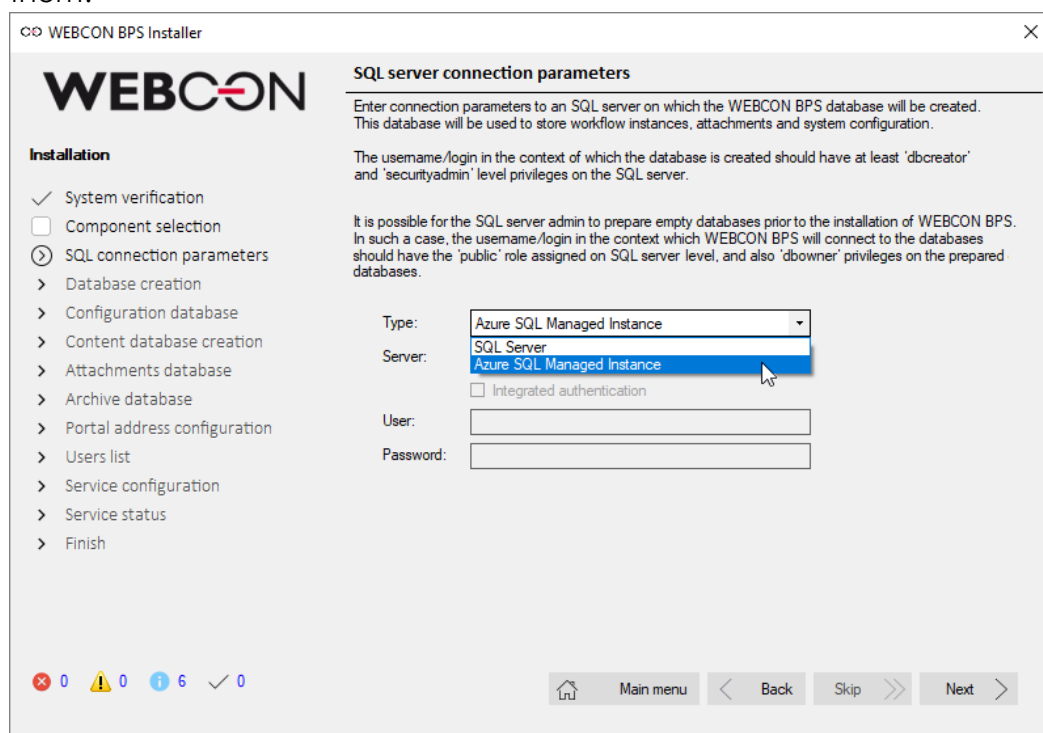 them.
WEBCON BPS Installer
WEBCON
Installation
System verification
Component selection
SQL connection parameters
Database creation
Configuration database
Content database creation
Attachments database
Archive database
Portal address configuration
Users list
Service configuration
Service status
Finish
0 0 6 0
SQL server connection parameters
Enter connection parameters to an SQL server on which the WEBCON BPS database will be created.
This database will be used to store workflow instances, attachments and system configuration.
The username/login in the context of which the database is created should have at least 'dbcreator'
and 'securityadmin' level privileges on the SQL server.
It is possible for the SQL server admin to prepare empty databases prior to the installation of WEBCON BPS.
In such a case, the username/login in the context which WEBCON BPS will connect to the databases
should have the 'public' role assigned on SQL server level, and also 'dbowner' privileges on the prepared
databases.
Type: Azure SQL Managed Instance
SQL Server
Server: Azure SQL Managed Instance
Integrated authentication
User:
Password:
Main menu Back Skip Next